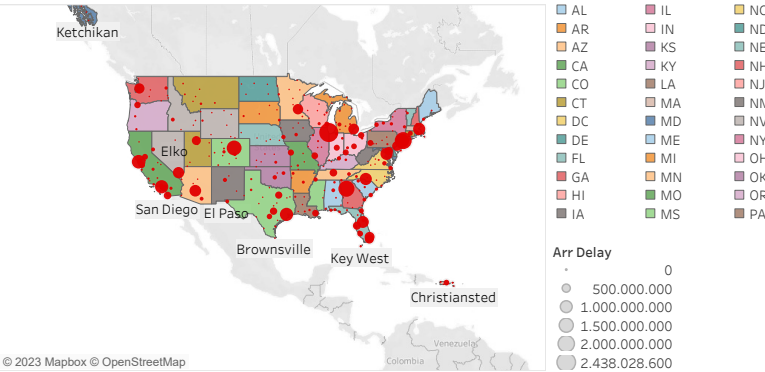 Ketchikan
Elko
San Diego
El Paso
Brownsville
Key West
Christiansted
Venezuela
Colombia
© 2023 Mapbox © OpenStreetMap
AL IL NC
AR IN ND
AZ KS NE
CA KY NH
CO LA NJ
CT MA NM
DC MD NV
DE ME NY
FL MI OH
GA MN OK
HI MO OR
IA MS PA
Arr Delay
0
500.000.000
1.000.000.000
1.500.000.000
2.000.000.000
2.438.028.600